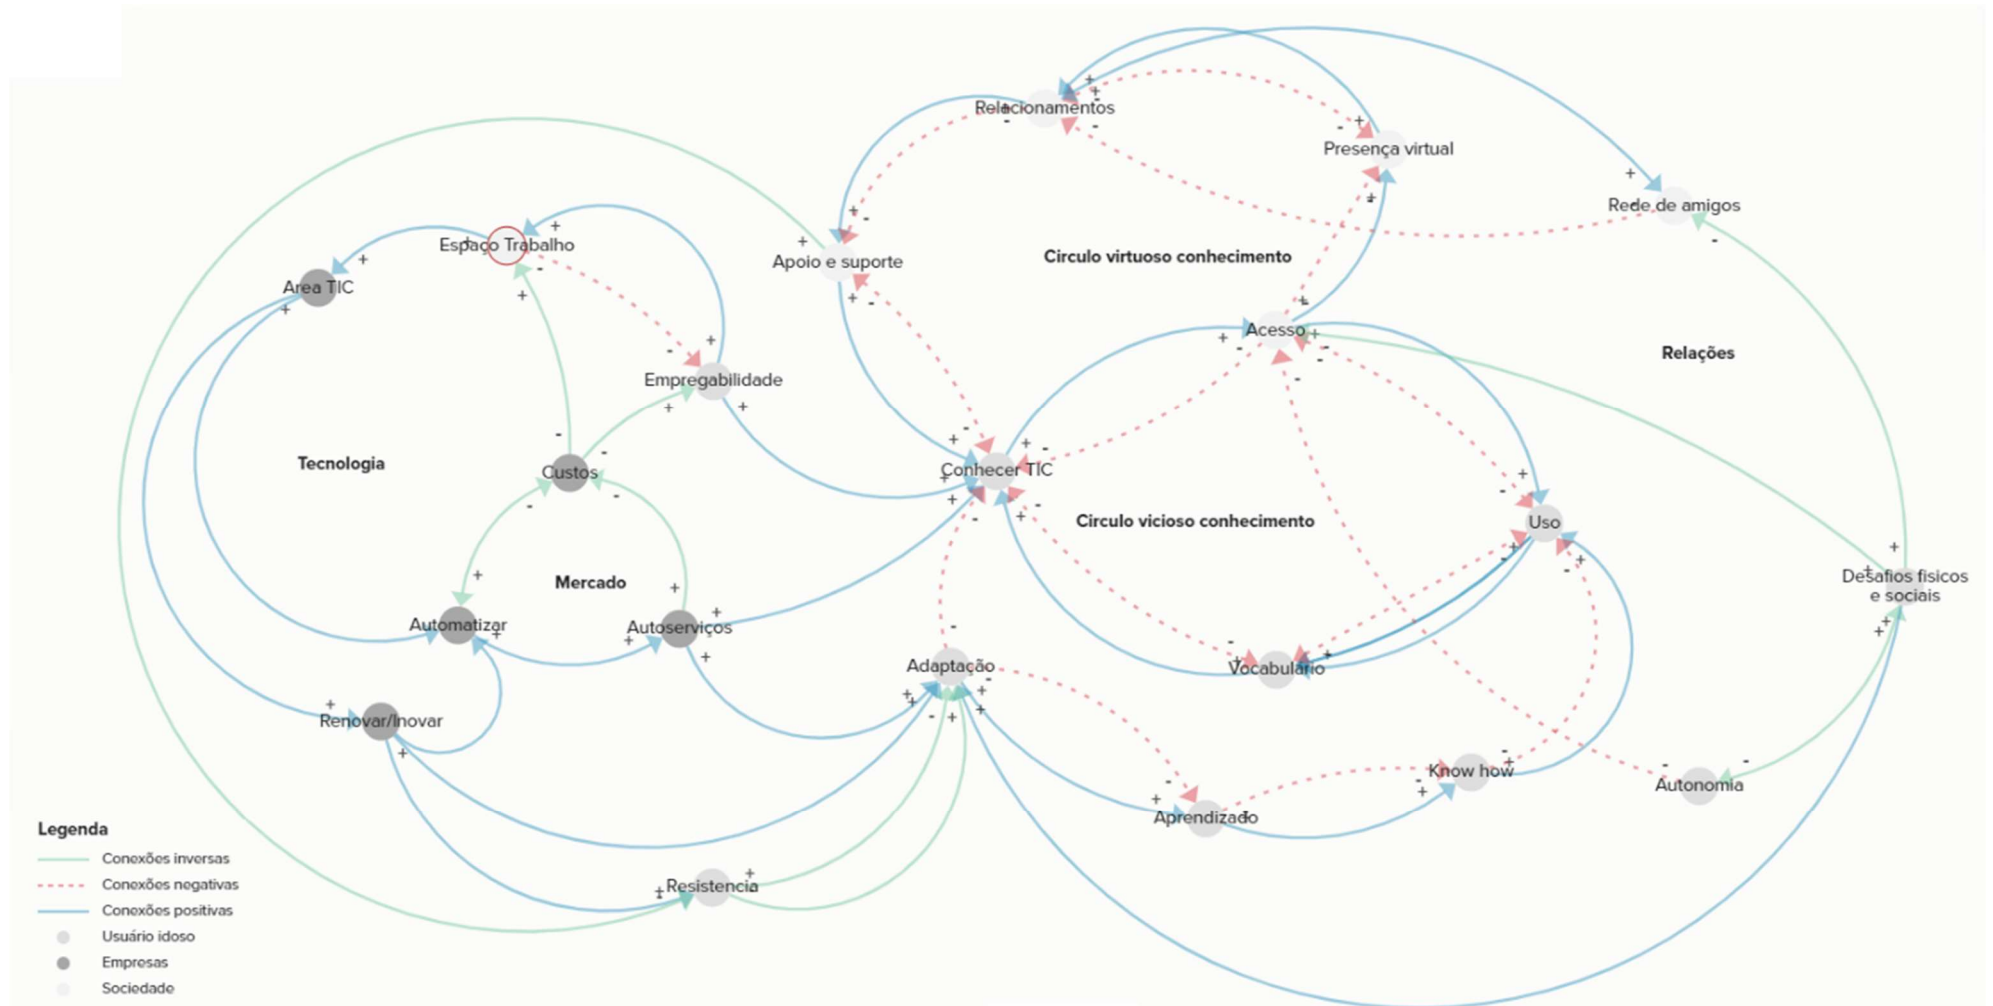 Relacionamentos
Presença virtual
Rede de amigos
Espaço Trabalho
Apoio e suporte
Circulo virtuoso conhecimento
Area TIC
Acesso
Relações
Empregabilidade
Tecnologia
Custos
Conhecer TIC
Circulo vicioso conhecimento
Uso
Mercado
Desafios fisicos
e sociais
Automatizar
Autoserviços
Adaptação
Vocabulário
Renovar/Inovar
Know how
Autonomia
Aprendizado
Resistencia
Legenda
Conexões inversas
Conexões negativas
Conexões positivas
Usuário idoso
Empresas
Sociedade